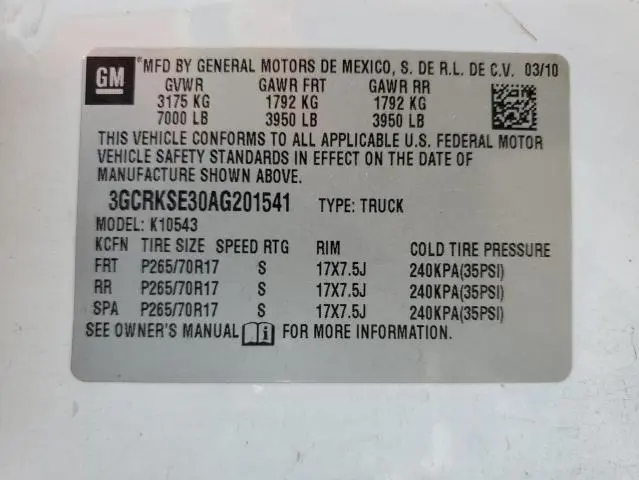 GM *MFD BY GENERAL MOTORS DE MEXICO, S. DE R.L. DE C.V. 03/10
GVWR GAWR FRT GAWR RR
3175 KG 1792 KG 1792 KG
7000 LB 3950 LB 3950 LB
THIS VEHICLE CONFORMS TO ALL APPLICABLE U.S. FEDERAL MOTOR
VEHICLE SAFETY STANDARDS IN EFFECT ON THE DATE OF
MANUFACTURE SHOWN ABOVE.
3GCRKSE30AG201541 TYPE: TRUCK
MODEL: K10543
KCFN TIRE SIZE SPEED RTG RIM COLD TIRE PRESSURE
FRT P265/70R17 S 17X7.5J 240KPA(35PSI)
RR P265/70R17 S 17X7.5J 240KPA(35PSI)
SPA P265/70R17 S 17X7.5J 240KPA(35PSI)
SEE OWNER'S MANUAL FOR MORE INFORMATION.